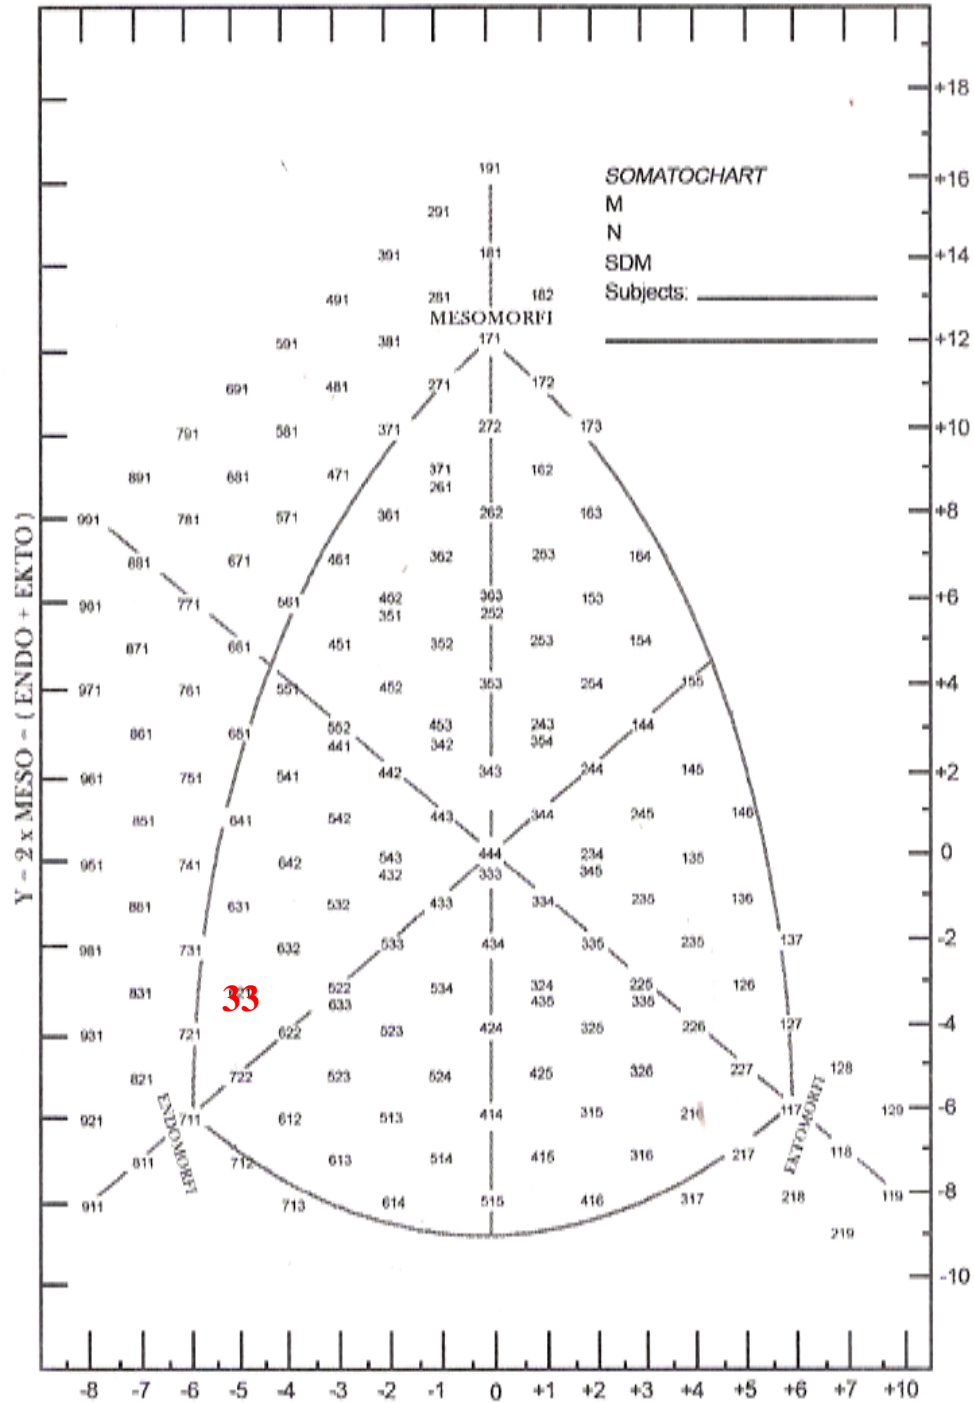 +18
191
SOMATOCHART
+16
M
291
N
391 181 +14
SDM
491 281 182 Subjects:
MESOMORFI
591 381 171 +12
691 481 271 172
791 581 371 272 173 +10
891 681 471 371 162
261
991 781 571 361 262 163 +8
881 671 461 362 263 164
981 771 561 462 363 153 +6
351 252
871 661 451 352 253 154
971 761 551 452 353 254 155 +4
861 651 552 453 243 144
441 342 354
961 751 541 442 343 244 145 +2
851 641 542 443 344 245 146
951 741 642 543 444 234 135 0
432 333 345
881 631 532 433 334 235 136
981 731 632 533 434 335 235 137 -2
831 33 522 534 324 225 126
633 435 335
931 721 622 523 424 325 226 127 -4
821 722 523 524 425 326 227 128
921 711 612 513 414 315 216 117 129 -6
ENDOMORFI
EKTOMORFI
811 712 613 514 415 316 217 118
911 713 614 515 416 317 218 119 -8
219
-10
-8 -7 -6 -5 -4 -3 -2 -1 0 +1 +2 +3 +4 +5 +6 +7 +10
Y = 2 x MESO - ( ENDO + EKTO )